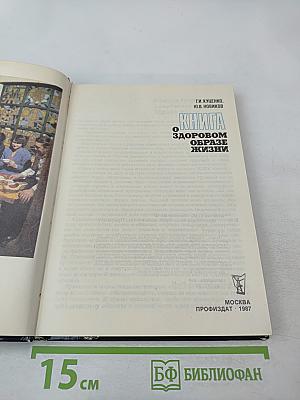 Г.И. КУЦЕНКО,
Ю.В. НОВИКОВ
КНИГА
О
ЗДОРОВОМ
ОБРАЗЕ
ЖИЗНИ
МОСКВА
ПРОФИЗДАТ · 1987
15 см
БФ БИБЛИОФАН